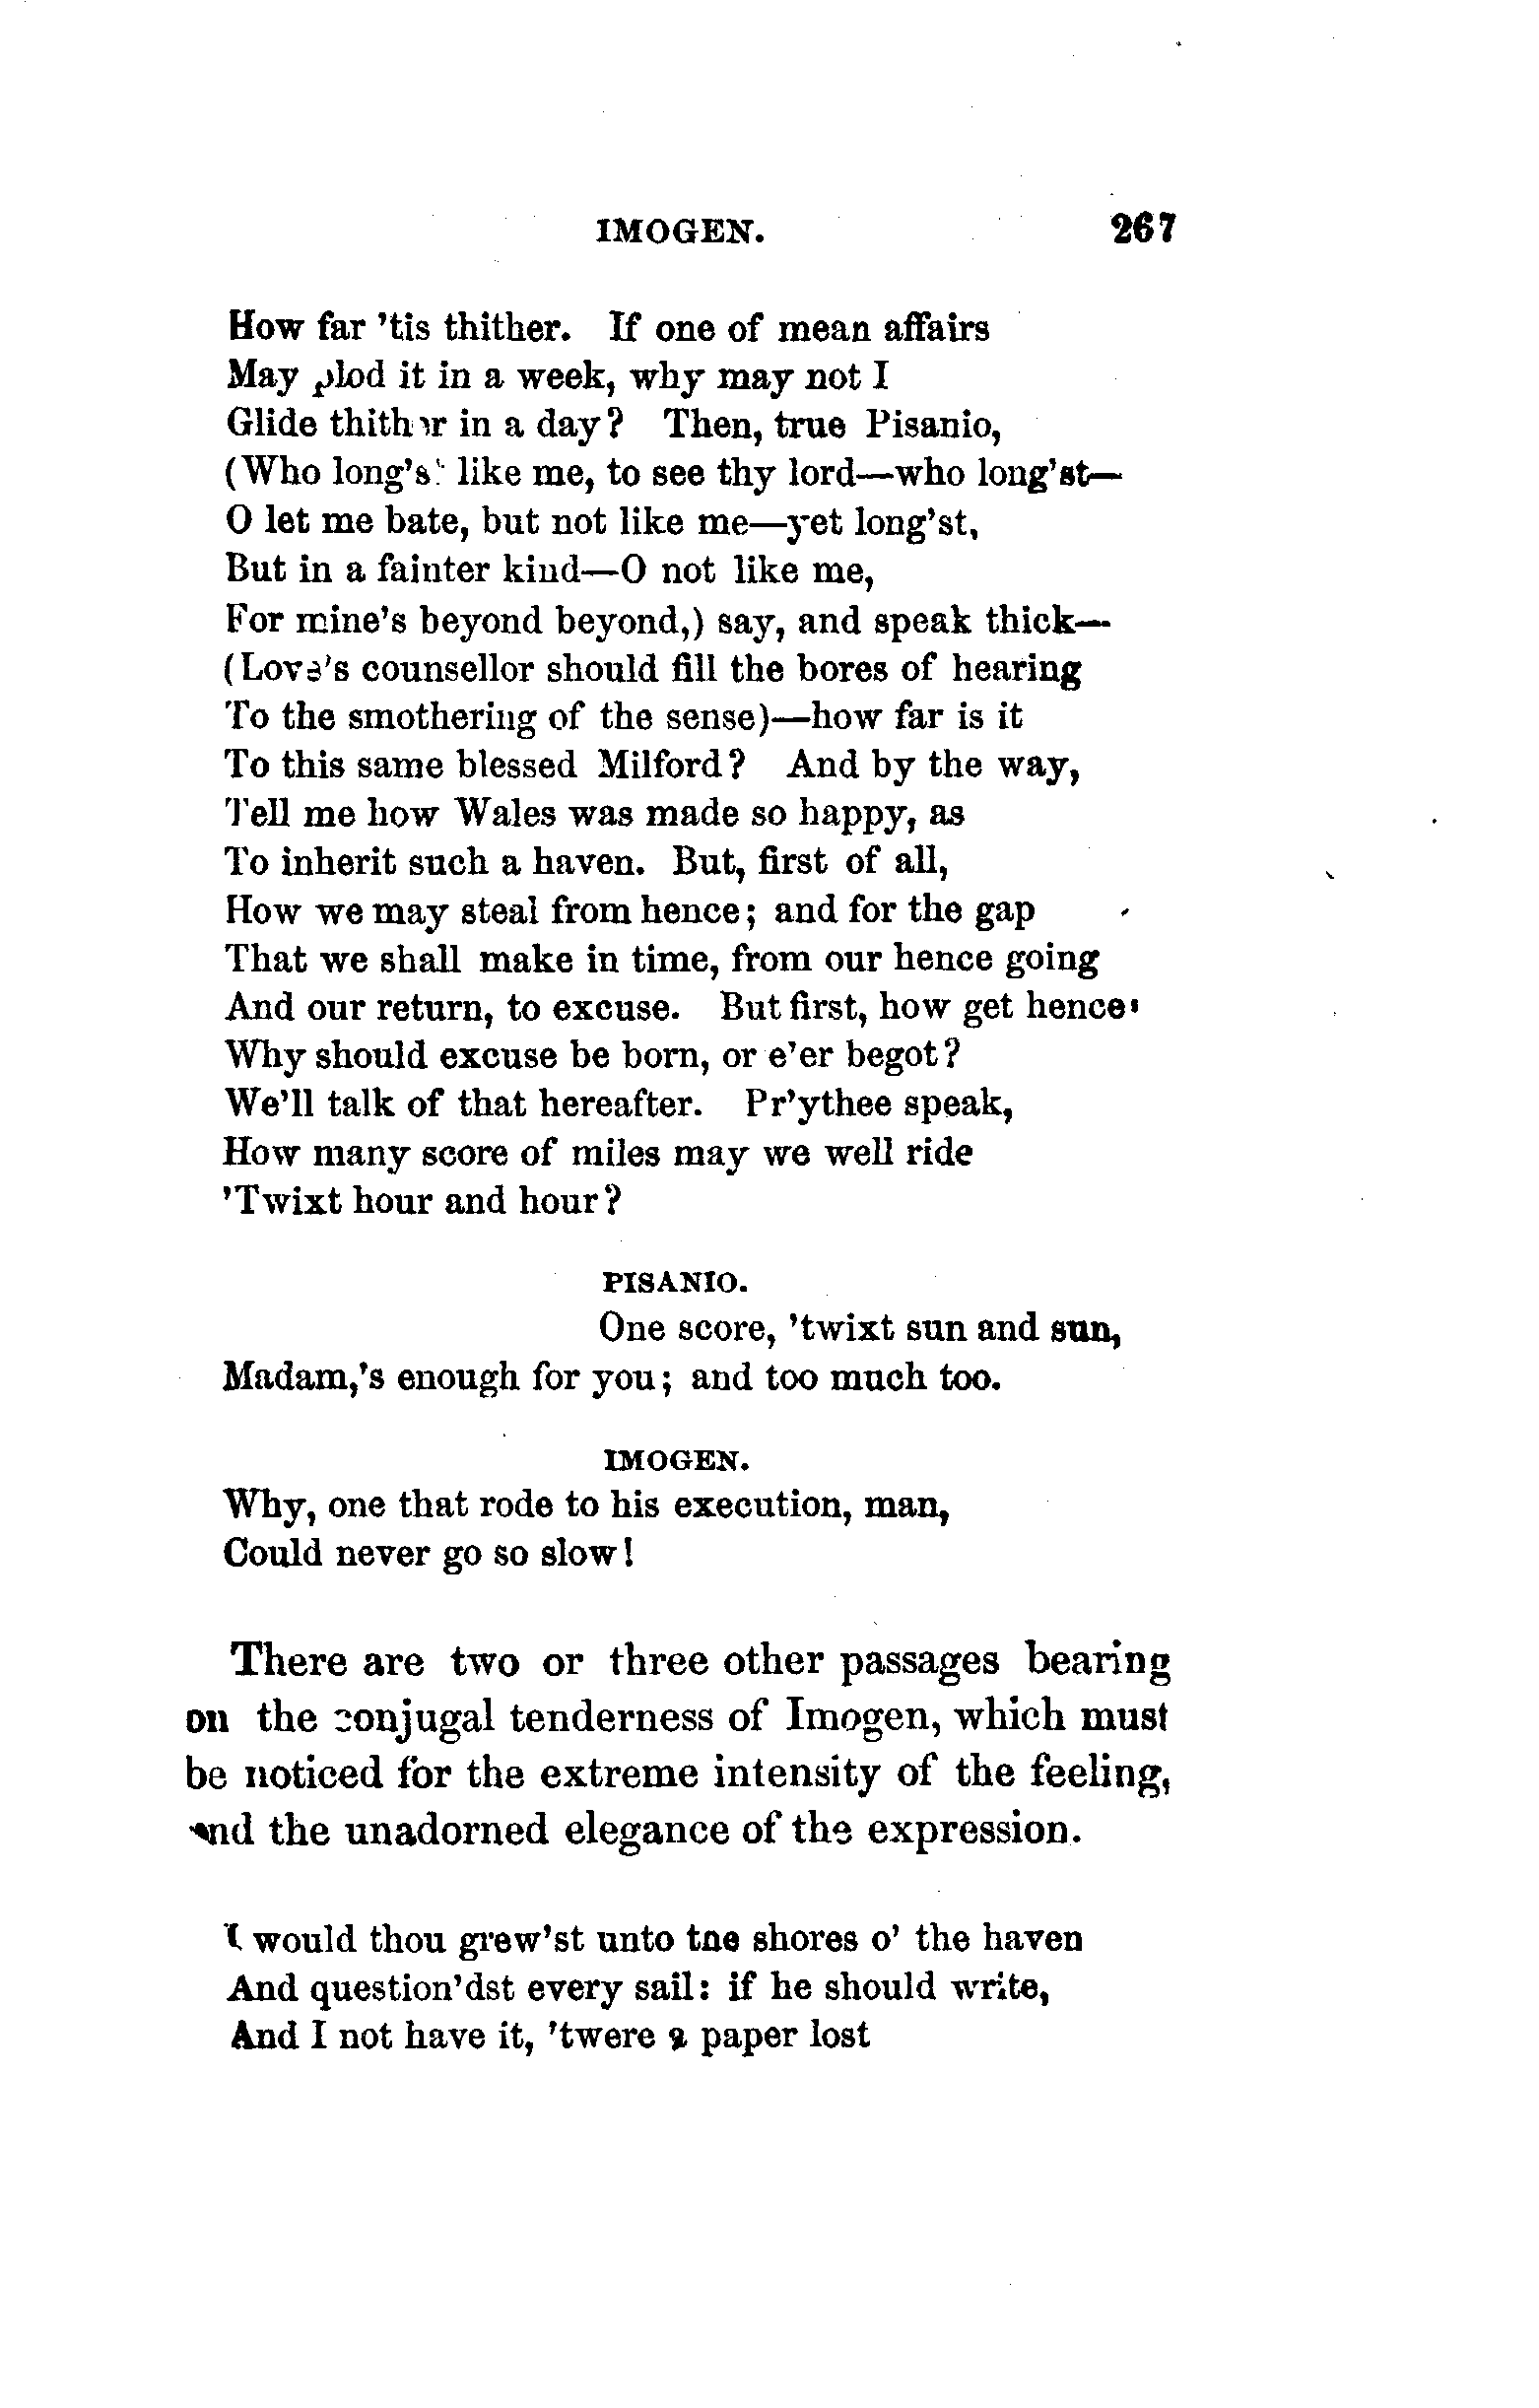 IMOGEN. 267
How far 'tis thither. If one of mean affairs
May plod it in a week, why may not I
Glide thither in a day? Then, true Pisanio,
(Who long'st like me, to see thy lord—who long'st—
O let me bate, but not like me—yet long'st,
But in a fainter kind—O not like me,
For mine's beyond beyond,) say, and speak thick—
(Love's counsellor should fill the bores of hearing
To the smothering of the sense)—how far is it
To this same blessed Milford? And by the way,
Tell me how Wales was made so happy, as
To inherit such a haven. But, first of all,
How we may steal from hence; and for the gap
That we shall make in time, from our hence going
And our return, to excuse. But first, how get hence
Why should excuse be born, or e'er begot?
We'll talk of that hereafter. Pr'ythee speak,
How many score of miles may we well ride
'Twixt hour and hour?
PISANIO.
One score, 'twixt sun and sun,
Madam,'s enough for you; and too much too.
IMOGEN.
Why, one that rode to his execution, man,
Could never go so slow!
There are two or three other passages bearing
on the conjugal tenderness of Imogen, which must
be noticed for the extreme intensity of the feeling,
and the unadorned elegance of the expression.
I would thou grew'st unto the shores o' the haven
And question'dst every sail: if he should write,
And I not have it, 'twere a paper lost